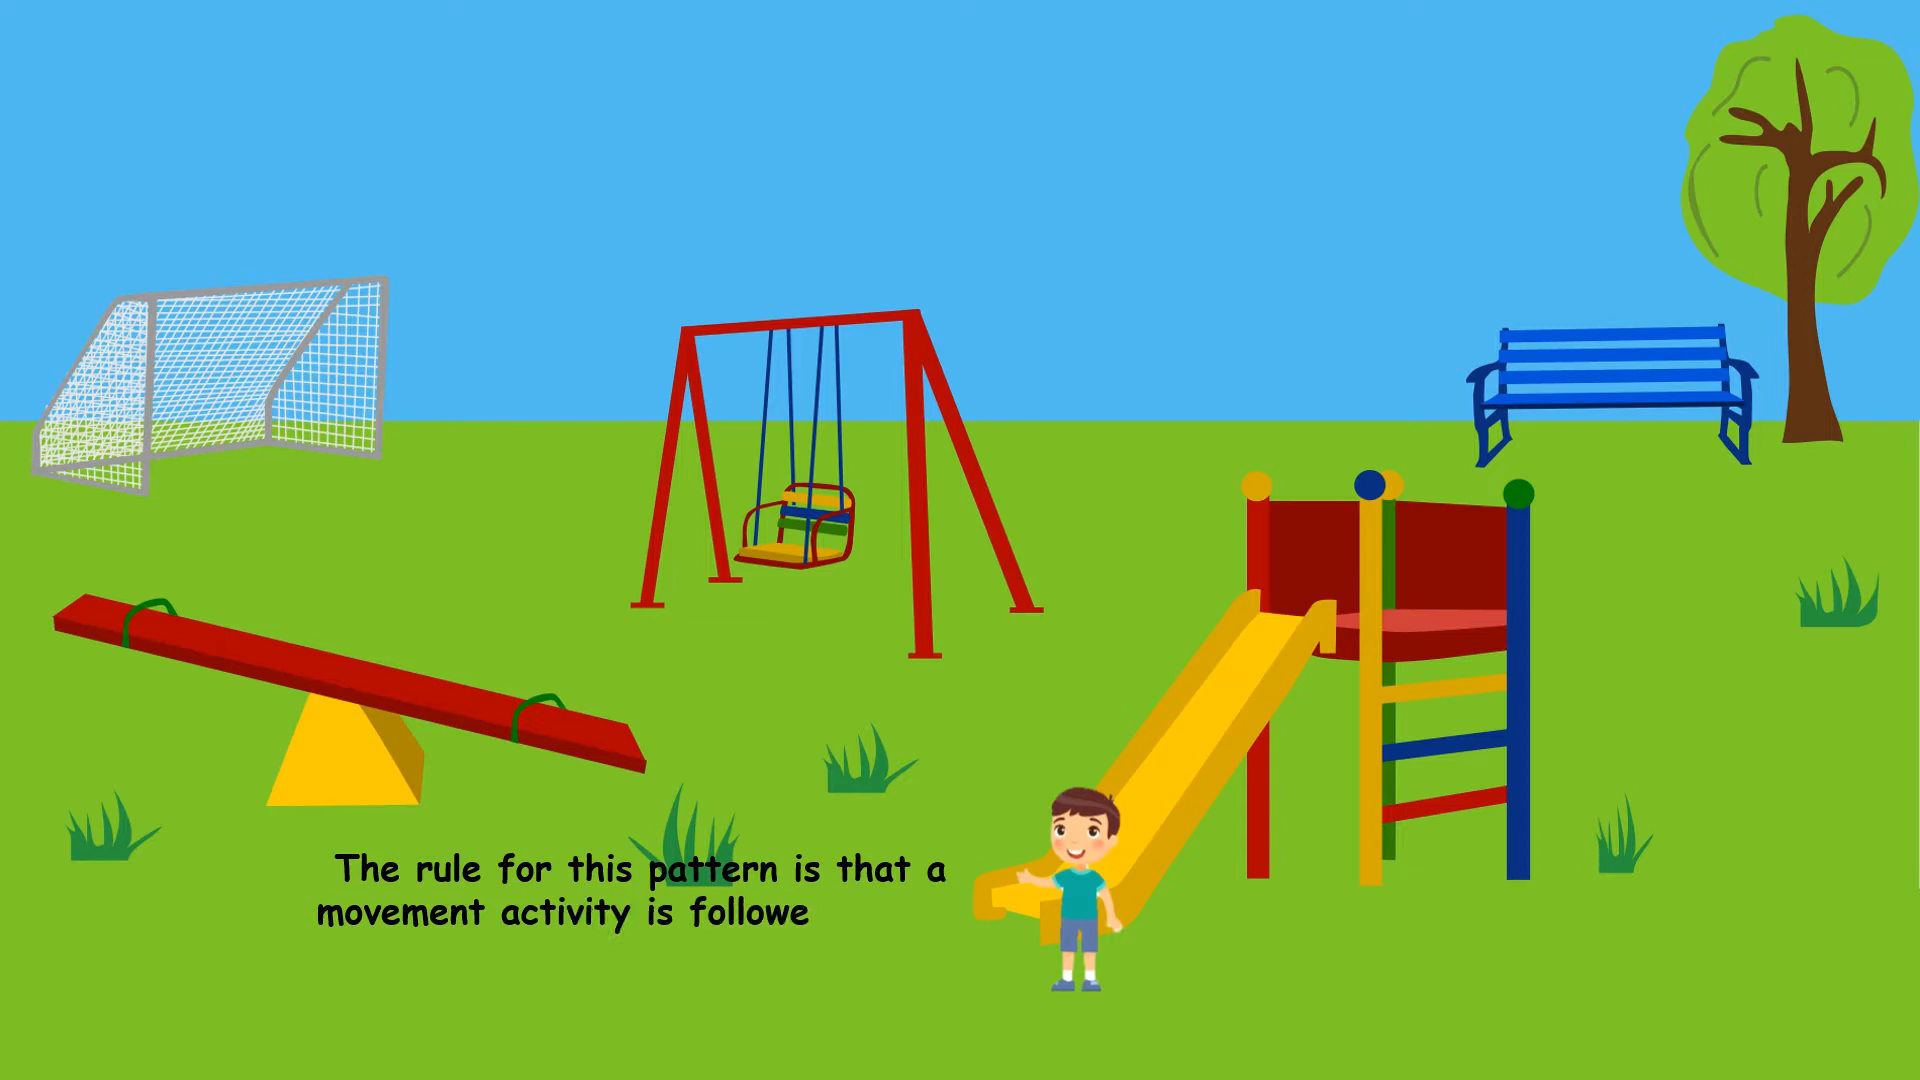 The rule for this pattern is that a
movement activity is followe